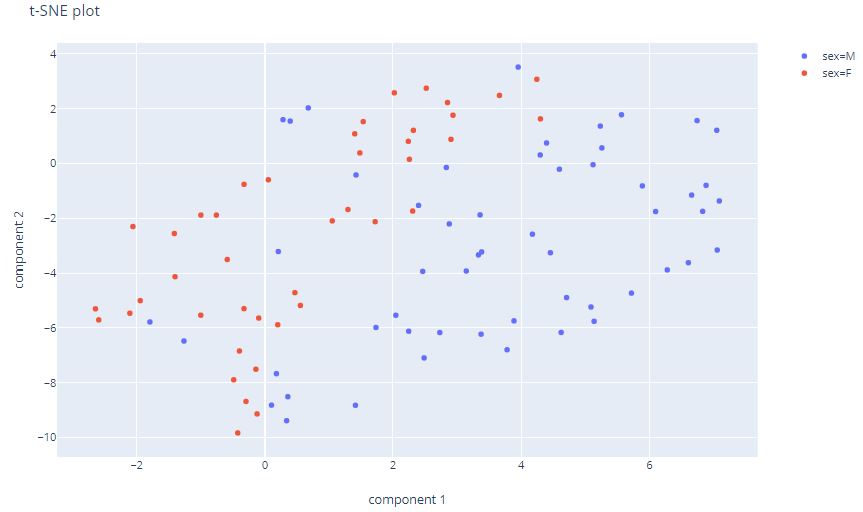 t-SNE plot
sex=M
sex=F
4
2
0
−2
−4
−6
−8
−10
component 2
−2 0 2 4 6
component 1